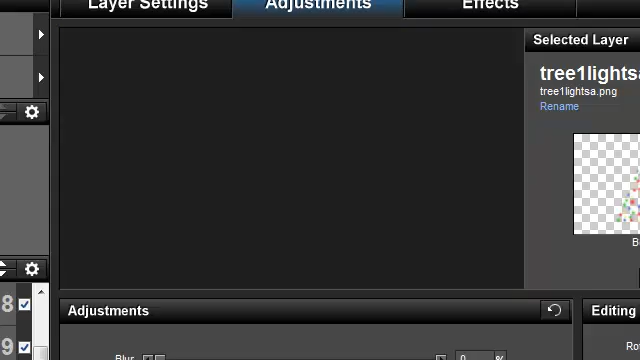 Layer Settings
Adjustments
Effects
Selected Layer
tree1lightsa
tree1lightsa.png
Rename
8
9
Adjustments
Editing
Blur
0
%